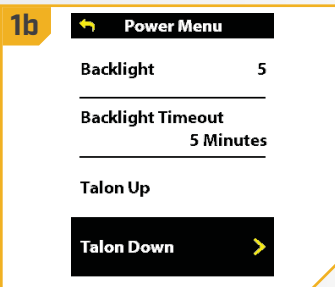 1b
Power Menu
Backlight 5
Backlight Timeout
5 Minutes
Talon Up
Talon Down